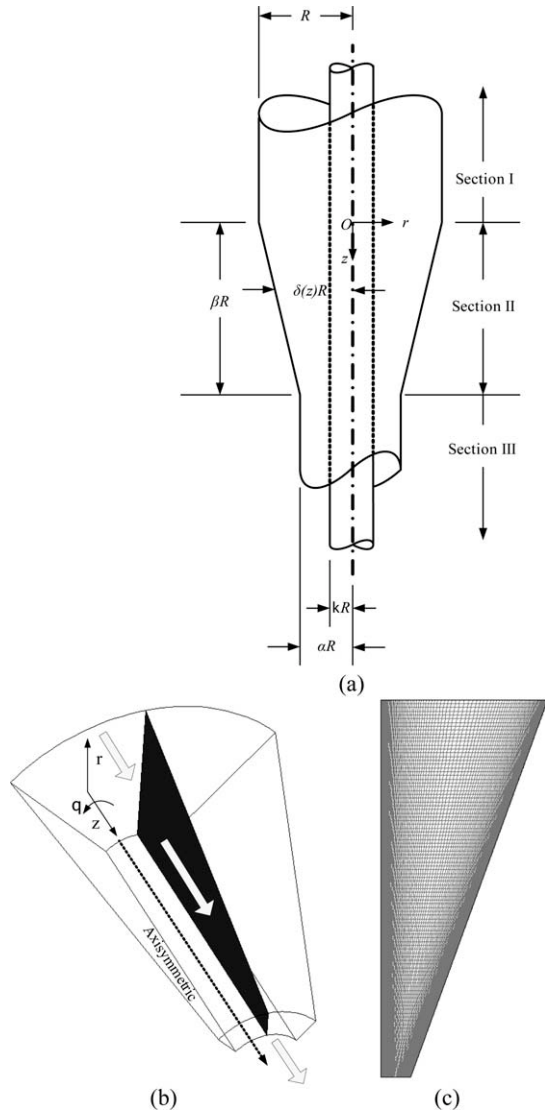 R
Section I
O
r
z
βR
δ(z)R
Section II
Section III
kR
αR
(a)
r
q
z
Axisymmetric
(b)
(c)